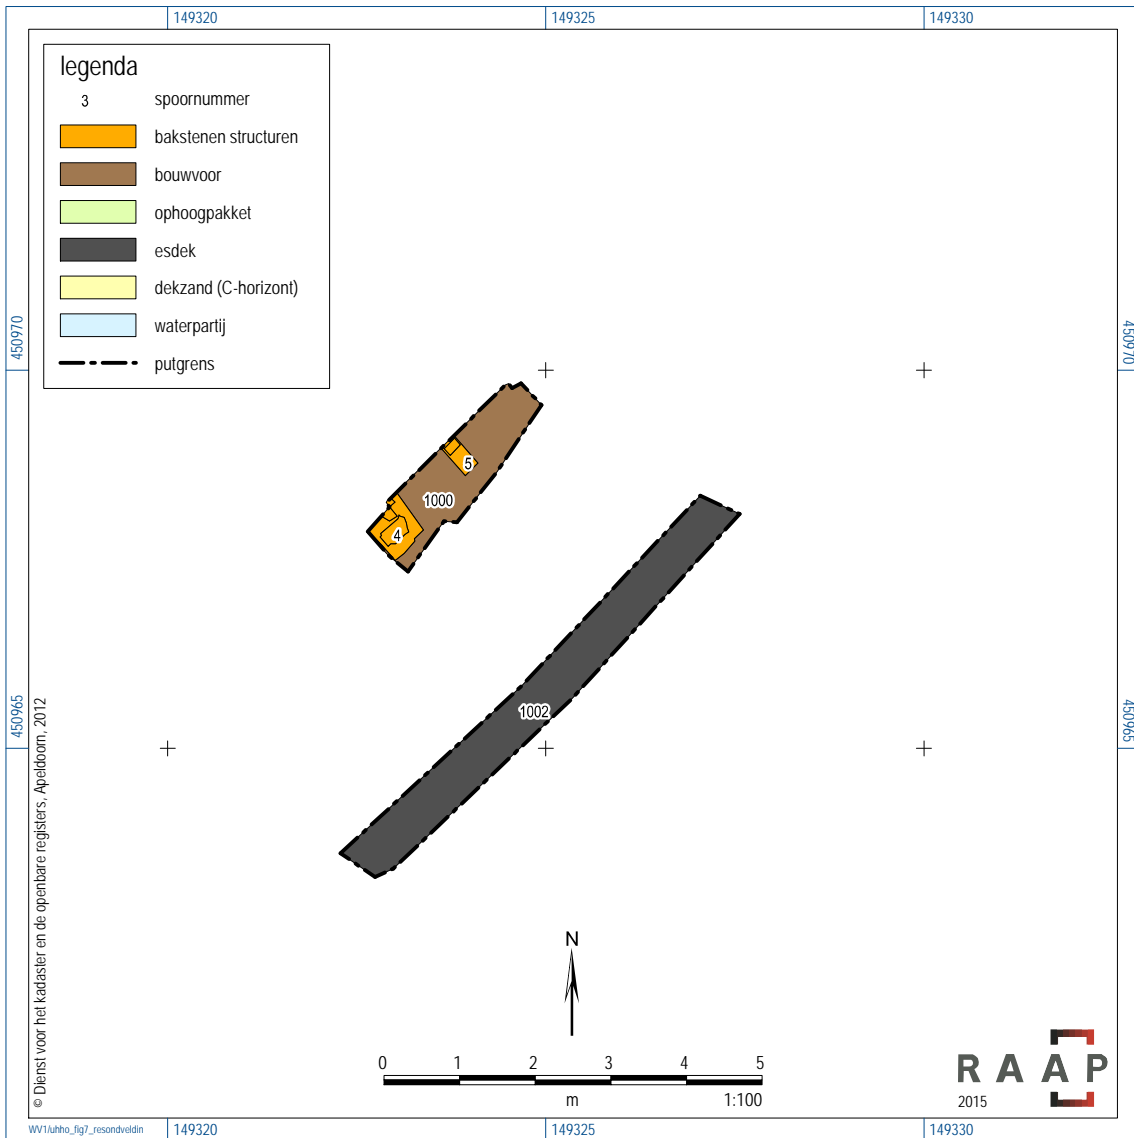 149320
149325
149330
legenda
3 spoornummer
bakstenen structuren
bouwvoor
ophoogpakket
esdek
dekzand (C-horizont)
waterpartij
putgrens
450970
450970
5
1000
4
1002
450965
450965
© Dienst voor het kadaster en de openbare registers, Apeldoorn, 2012
N
0 1 2 3 4 5
m 1:100
RAAP
2015
WV1/uhho_fig7_resondveldin
149320
149325
149330